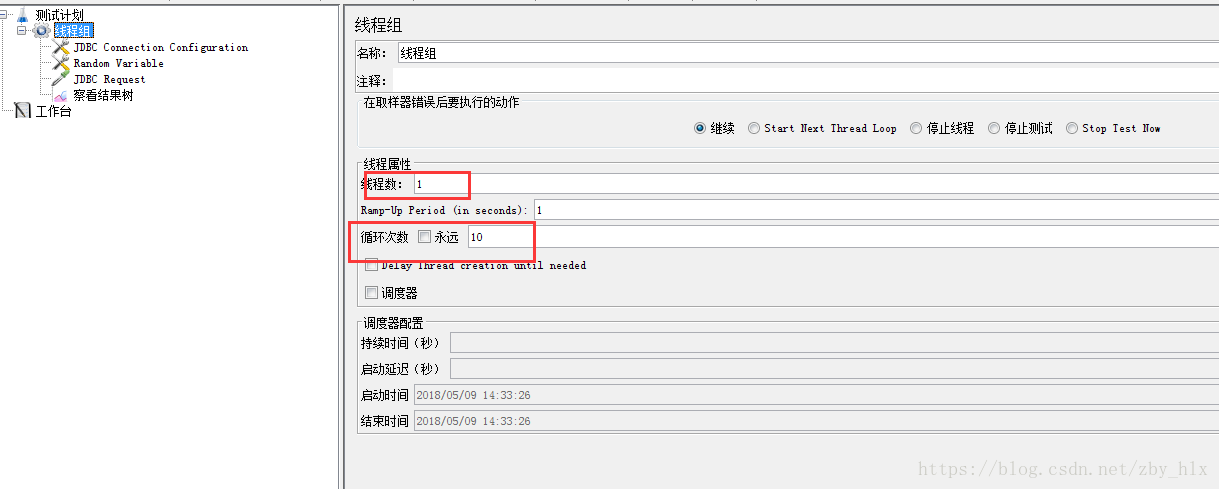 测试计划
线程组
JDBC Connection Configuration
Random Variable
JDBC Request
察看结果树
工作台
线程组
名称： 线程组
注释：
在取样器错误后要执行的动作
继续 Start Next Thread Loop 停止线程 停止测试 Stop Test Now
线程属性
线程数： 1
Ramp-Up Period (in seconds): 1
循环次数 永远 10
Delay Thread creation until needed
调度器
调度器配置
持续时间（秒）
启动延迟（秒）
启动时间 2018/05/09 14:33:26
结束时间 2018/05/09 14:33:26
https://blog.csdn.net/zby_hlx